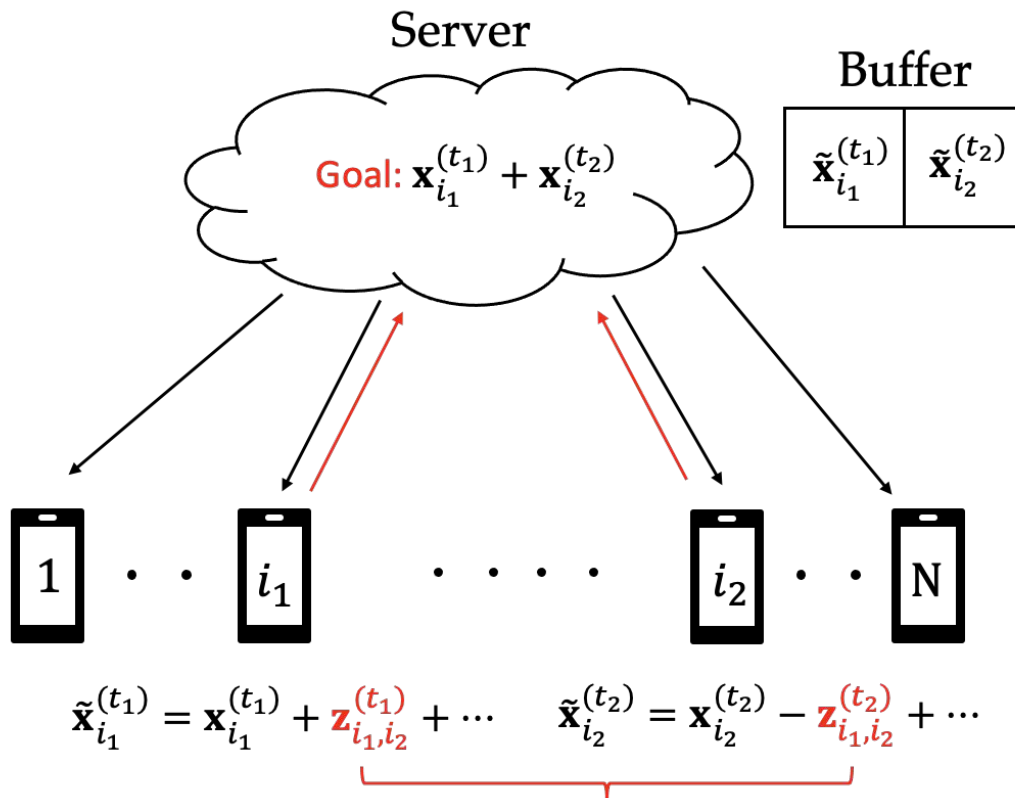 Server
Buffer
Goal: 𝐱_{i_1}^{(t_1)} + 𝐱_{i_2}^{(t_2)}
𝐱̃_{i_1}^{(t_1)} 𝐱̃_{i_2}^{(t_2)}
1 · · i_1 · · · · i_2 · · N
𝐱̃_{i_1}^{(t_1)} = 𝐱_{i_1}^{(t_1)} + 𝐳_{i_1,i_2}^{(t_1)} + ⋯ 𝐱̃_{i_2}^{(t_2)} = 𝐱_{i_2}^{(t_2)} − 𝐳_{i_1,i_2}^{(t_2)} + ⋯